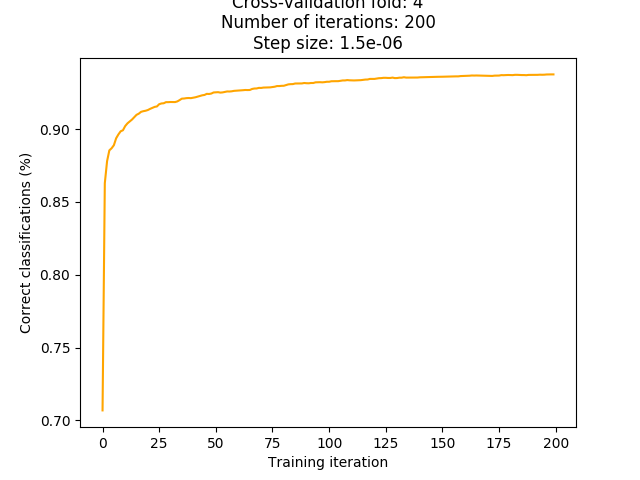 Cross-validation fold: 4
Number of iterations: 200
Step size: 1.5e-06
0.90
0.85
0.80
0.75
0.70
Correct classifications (%)
0 25 50 75 100 125 150 175 200
Training iteration